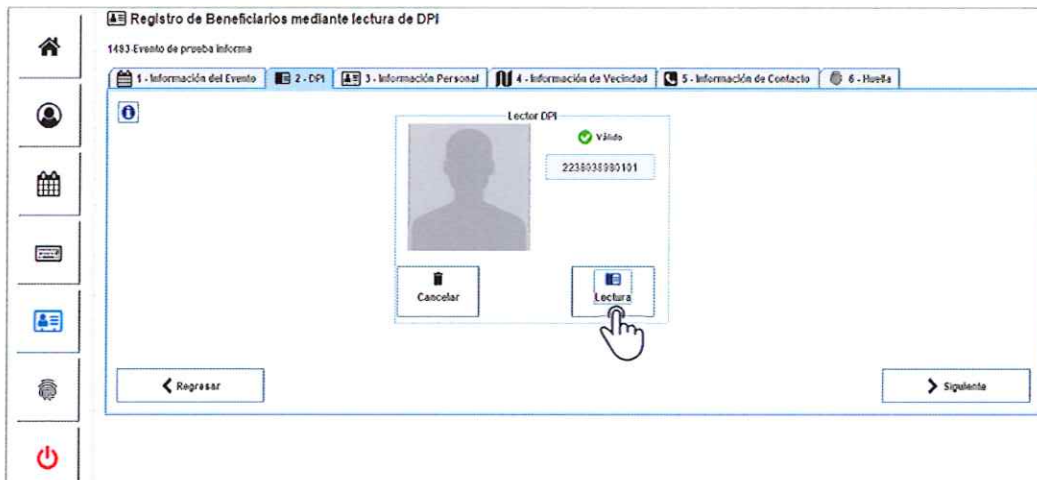 Registro de Beneficiarios mediante lectura de DPI
1493-Evento de prueba informe
1 - Información del Evento
2 - DPI
3 - Información Personal
4 - Información de Vecindad
5 - Información de Contacto
6 - Huella
Lector DPI
Válido
2238038980101
Cancelar
Lectura
Regresar
Siguiente